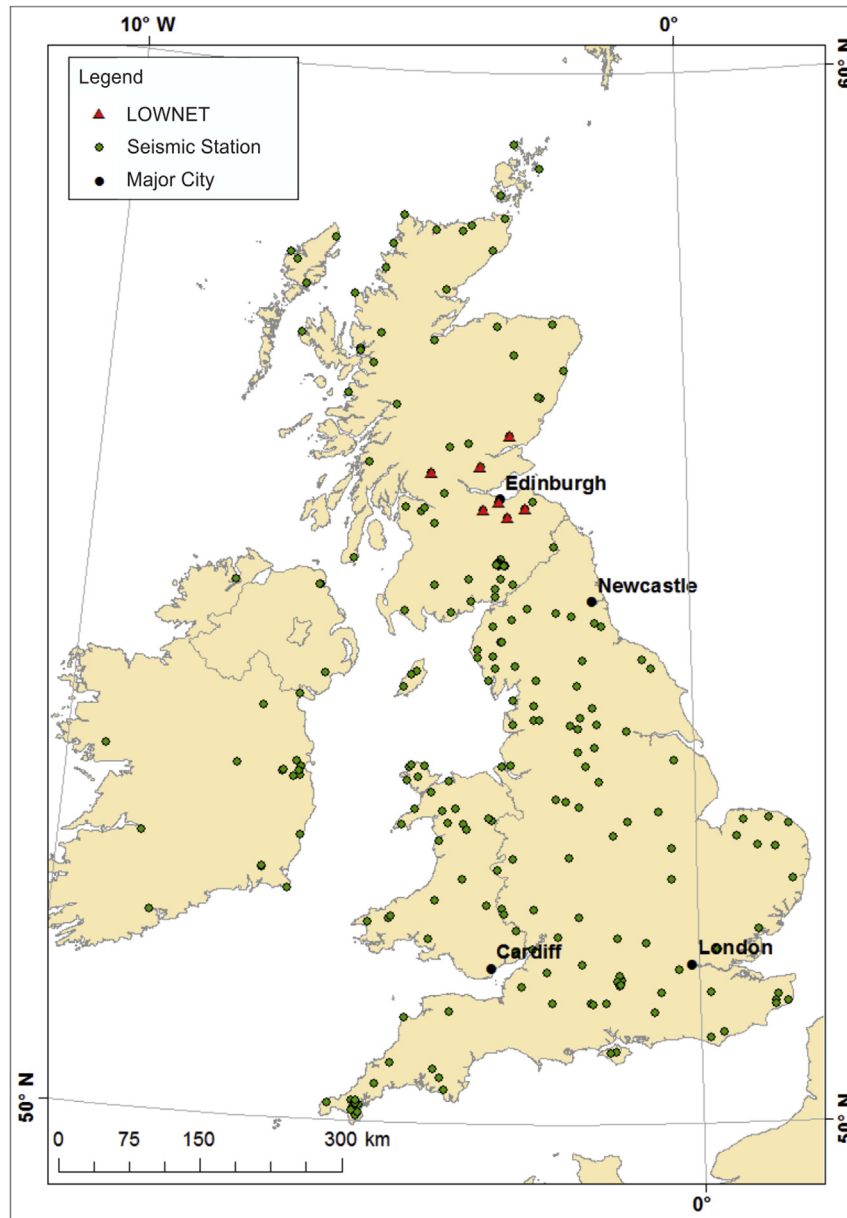 10° W
0°
60° N
Legend
LOWNET
Seismic Station
Major City
Edinburgh
Newcastle
Cardiff
London
50° N
50° N
0 75 150 300 km
0°